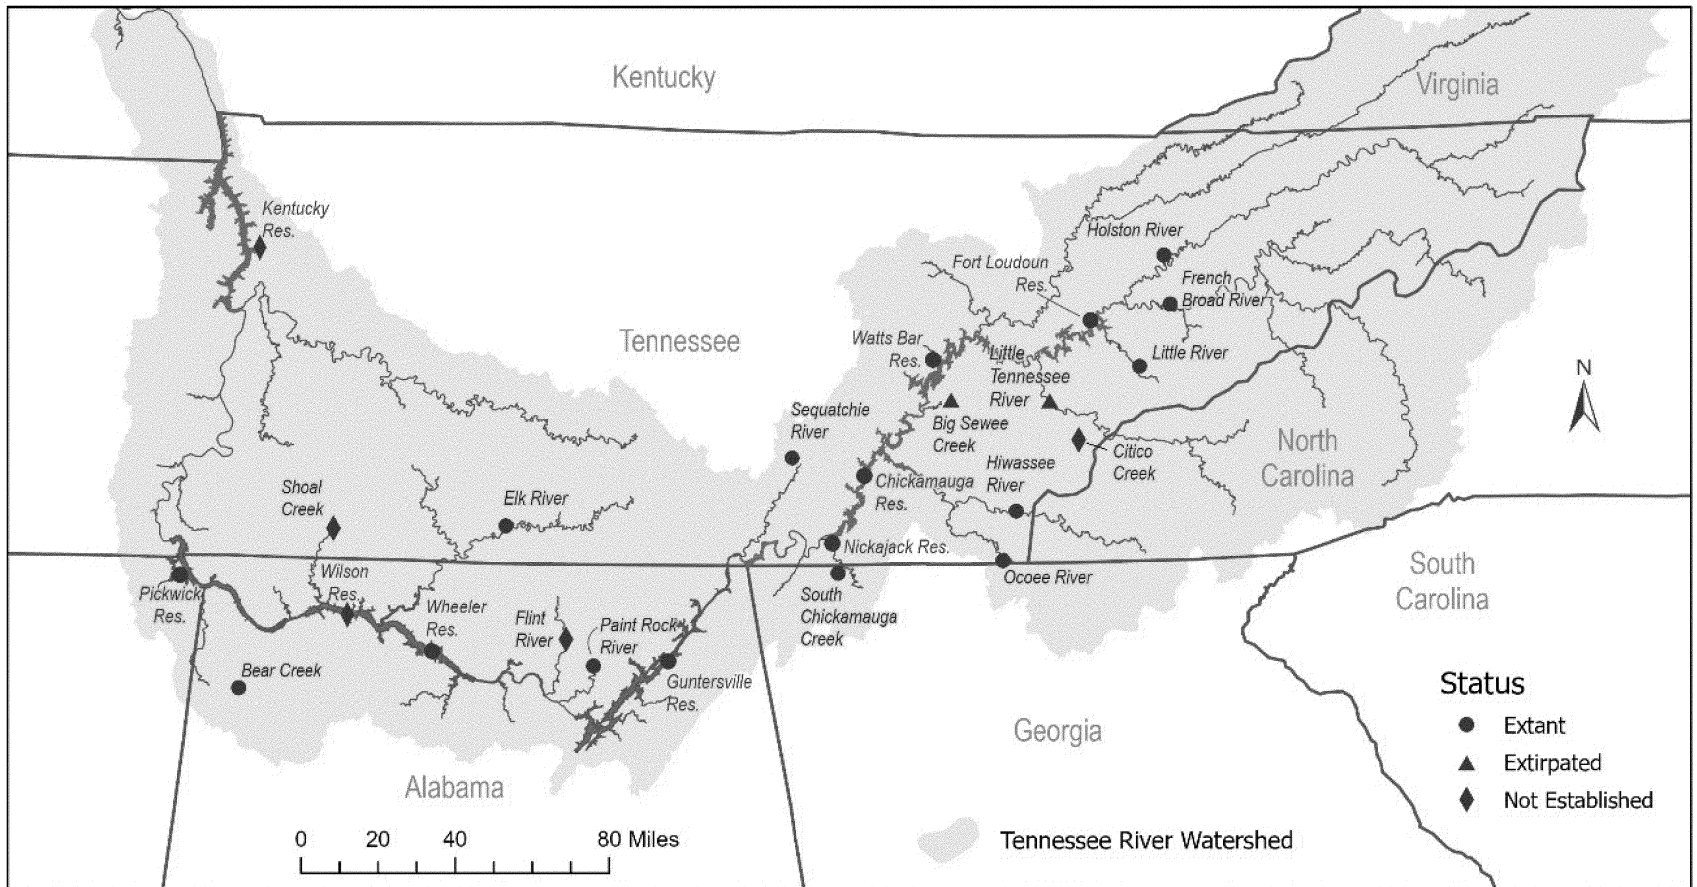 Kentucky
Virginia
Kentucky
Res.
Holston River
Fort Loudoun
Res.
French
Broad River
Tennessee
Watts Bar
Res.
Little
Tennessee
River
Little River
N
Sequatchie
River
Big Sewee
Creek
Citico
Creek
North
Carolina
Hiwassee
River
Chickamauga
Res.
Shoal
Creek
Elk River
Nickajack Res.
Ocoee River
South
Carolina
Pickwick
Res.
Wilson
Res.
Wheeler
Res.
Flint
River
Paint Rock
River
South
Chickamauga
Creek
Bear Creek
Guntersville
Res.
Georgia
Alabama
Status
Extant
Extirpated
Not Established
0 20 40 80 Miles
Tennessee River Watershed